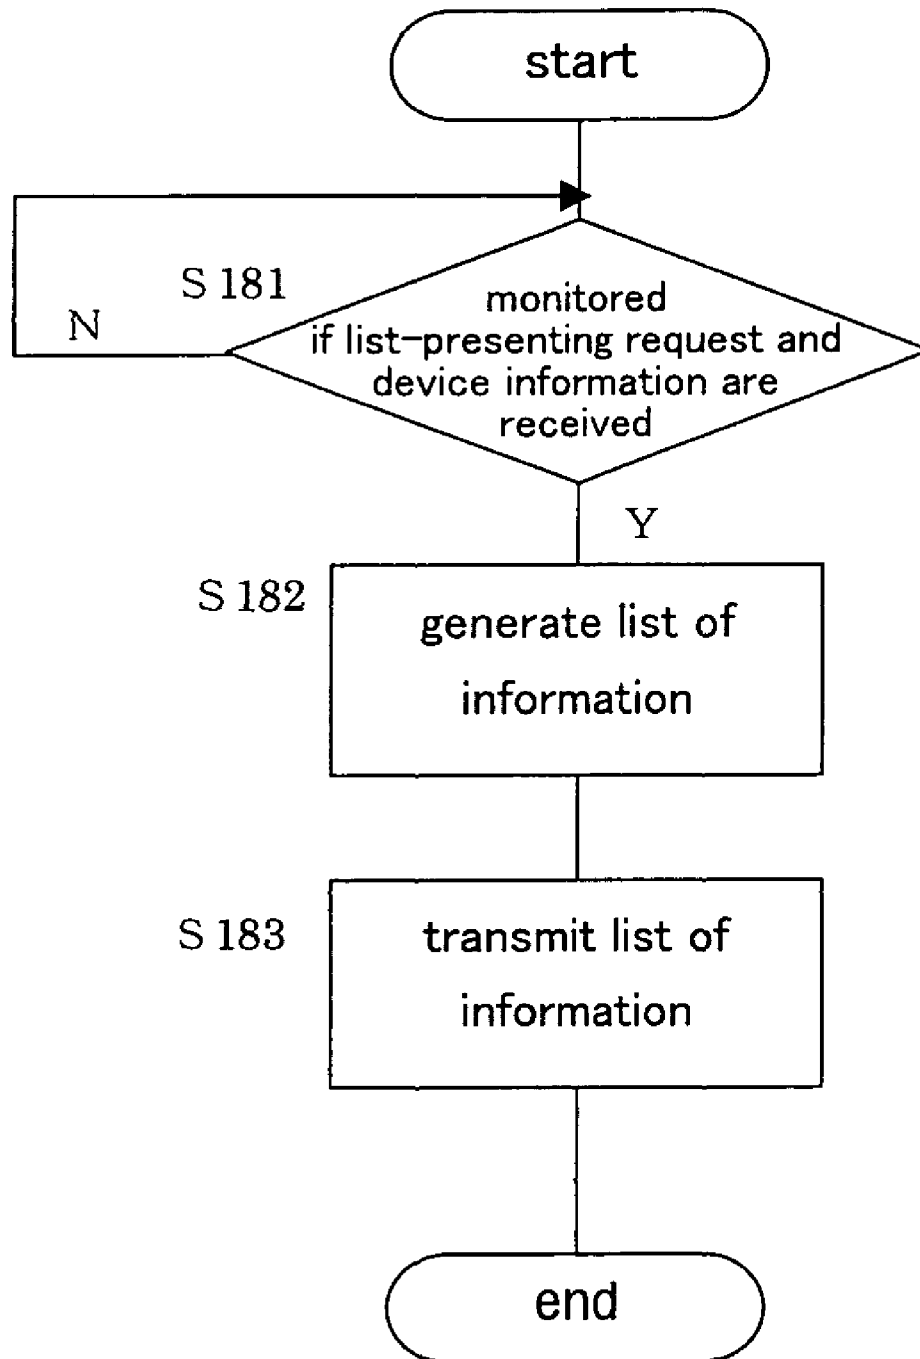 start
S 181
N
monitored
if list-presenting request and
device information are
received
Y
S 182
generate list of
information
S 183
transmit list of
information
end